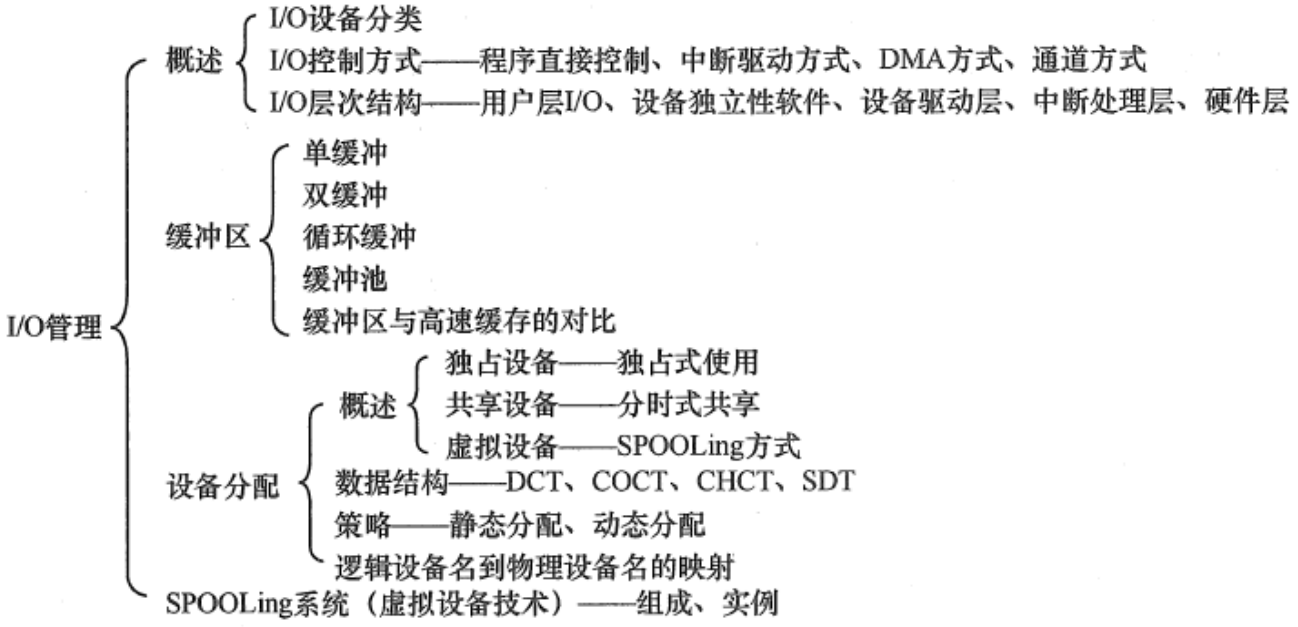 I/O设备分类
概述
I/O控制方式——程序直接控制、中断驱动方式、DMA方式、通道方式
I/O层次结构——用户层I/O、设备独立性软件、设备驱动层、中断处理层、硬件层
单缓冲
双缓冲
缓冲区
循环缓冲
缓冲池
I/O管理
缓冲区与高速缓存的对比
独占设备——独占式使用
概述
共享设备——分时式共享
虚拟设备——SPOOLing方式
设备分配
数据结构——DCT、COCT、CHCT、SDT
策略——静态分配、动态分配
逻辑设备名到物理设备名的映射
SPOOLing系统（虚拟设备技术）——组成、实例